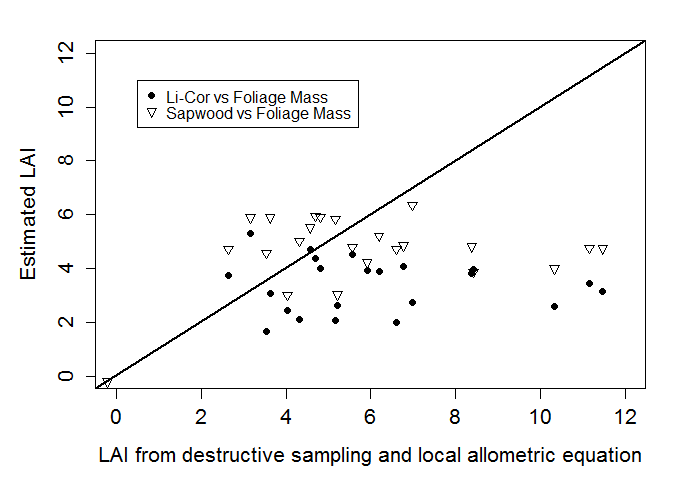 Estimated LAI
12
10
8
6
4
2
0
Li-Cor vs Foliage Mass
Sapwood vs Foliage Mass
0 2 4 6 8 10 12
LAI from destructive sampling and local allometric equation